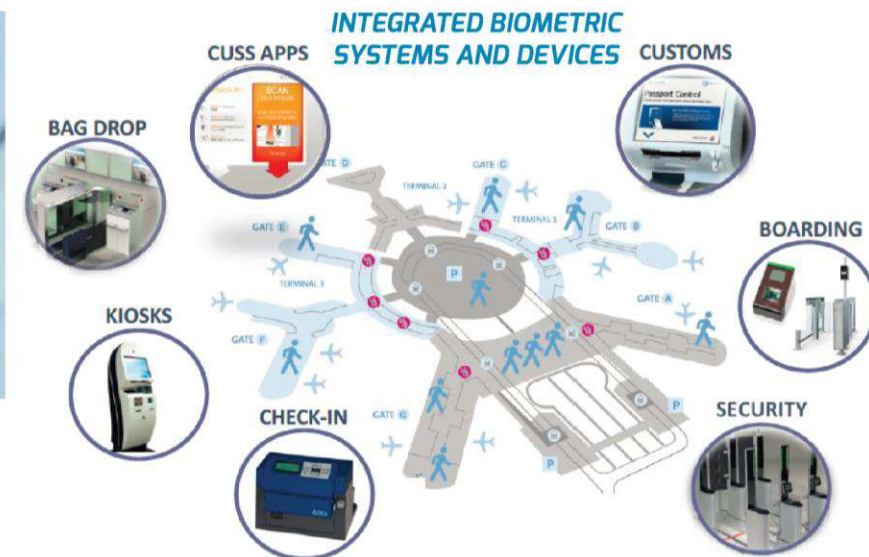 INTEGRATED BIOMETRIC
SYSTEMS AND DEVICES
CUSS APPS
CUSTOMS
SCAN
Passport Control
BAG DROP
GATE D
TERMINAL 2
GATE C
TERMINAL 1
GATE E
GATE B
BOARDING
P
TERMINAL 3
GATE A
KIOSKS
GATE F
CHECK-IN
GATE G
P
P
SECURITY